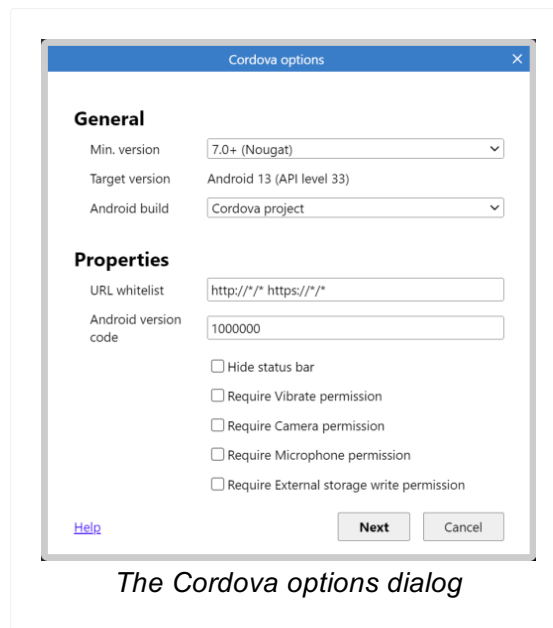 Cordova options
General
Min. version
7.0+ (Nougat)
Target version
Android 13 (API level 33)
Android build
Cordova project
Properties
URL whitelist
http://*/* https://*/*
Android version
code
1000000
Hide status bar
Require Vibrate permission
Require Camera permission
Require Microphone permission
Require External storage write permission
Help
Next
Cancel
The Cordova options dialog